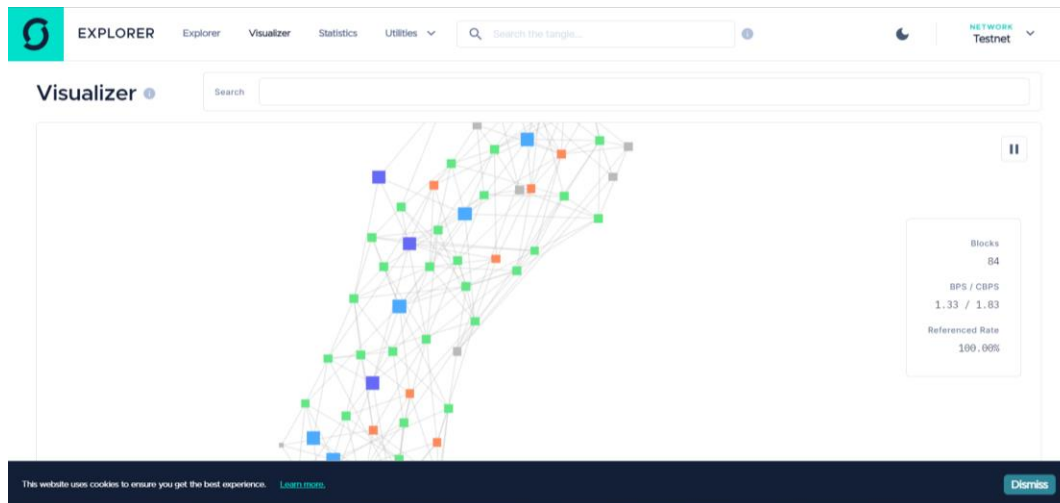 EXPLORER Explorer Visualizer Statistics Utilities Search the tangle... NETWORK
Testnet
Visualizer Search
Blocks
84
BPS / CBPS
1.33 / 1.83
Referenced Rate
100.00%
This website uses cookies to ensure you get the best experience. Learn more. Dismiss